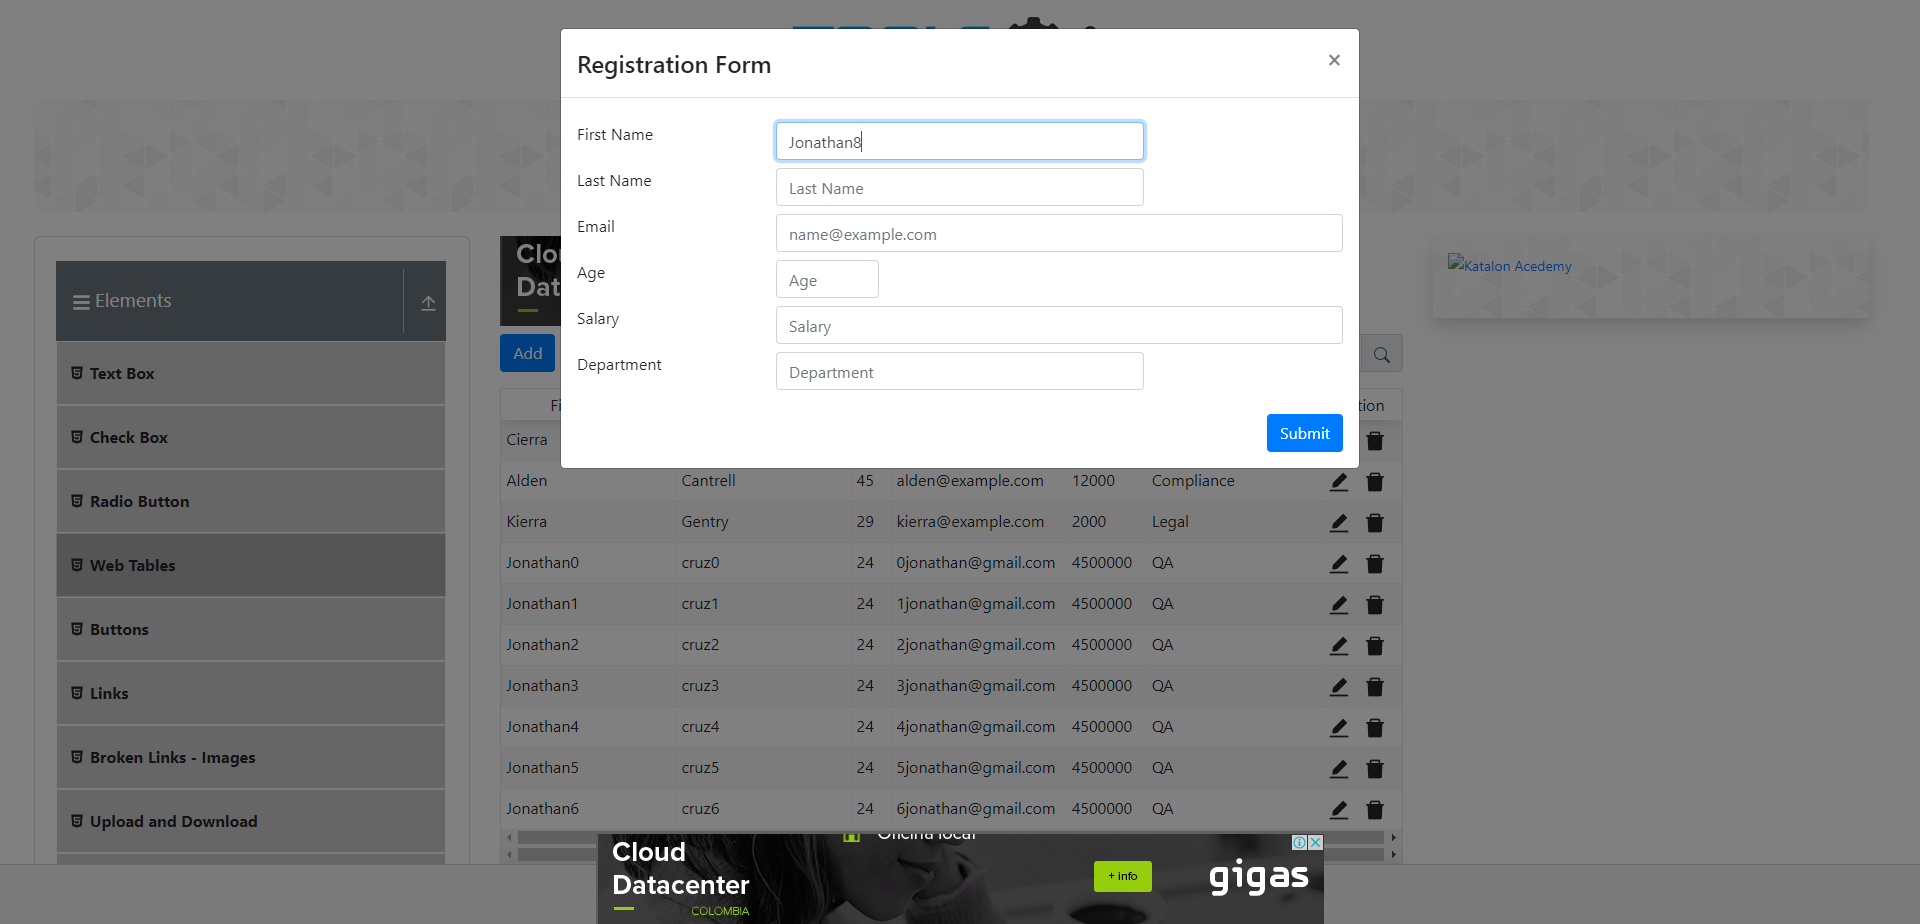 Registration Form
×
First Name
Jonathan8
Last Name
Last Name
Email
name@example.com
Age
Age
Salary
Salary
Department
Department
Submit
Elements
Text Box
Check Box
Radio Button
Web Tables
Buttons
Links
Broken Links - Images
Upload and Download
Add
Katalon Acedemy
Cierra
Alden Cantrell 45 alden@example.com 12000 Compliance
Kierra Gentry 29 kierra@example.com 2000 Legal
Jonathan0 cruz0 24 0jonathan@gmail.com 4500000 QA
Jonathan1 cruz1 24 1jonathan@gmail.com 4500000 QA
Jonathan2 cruz2 24 2jonathan@gmail.com 4500000 QA
Jonathan3 cruz3 24 3jonathan@gmail.com 4500000 QA
Jonathan4 cruz4 24 4jonathan@gmail.com 4500000 QA
Jonathan5 cruz5 24 5jonathan@gmail.com 4500000 QA
Jonathan6 cruz6 24 6jonathan@gmail.com 4500000 QA
Oficina local
Cloud
Datacenter
COLOMBIA
+ info
gigas